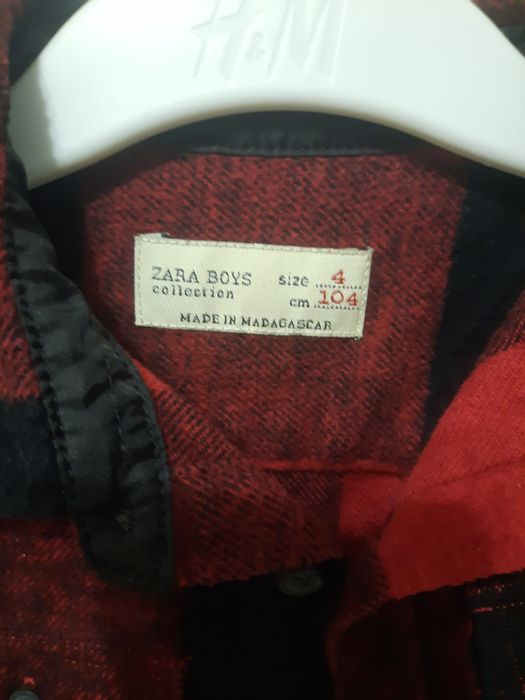 H&M
ZARA BOYS size 4
collection cm 104
MADE IN MADAGASCAR